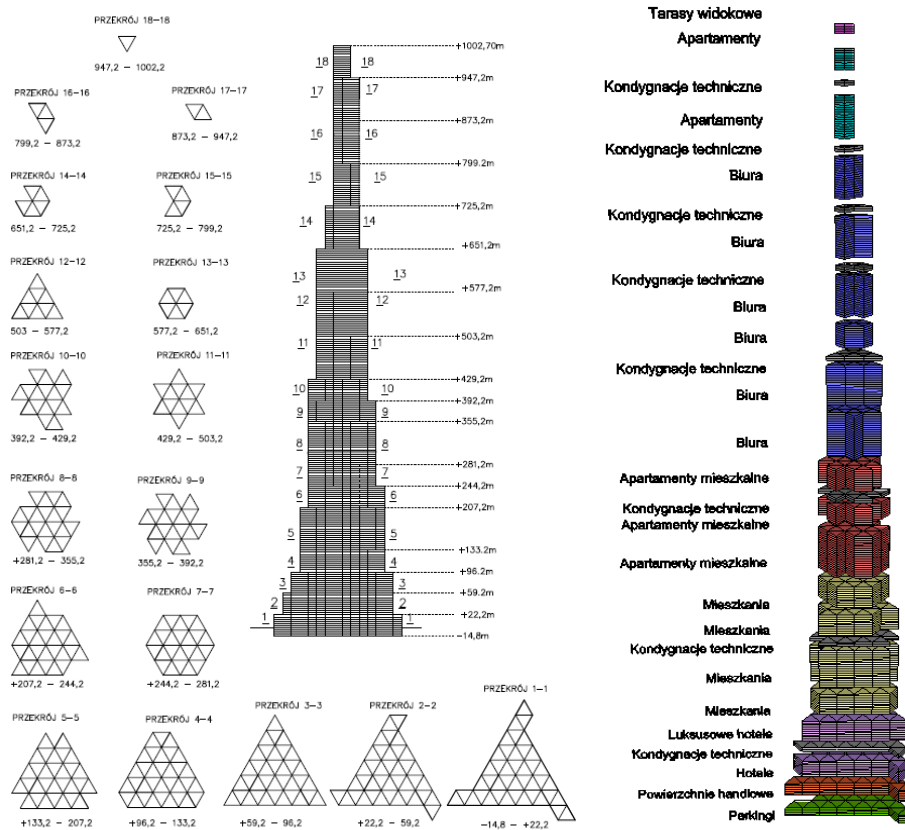 PRZEKRÓJ 18-18
947,2 - 1002,2
PRZEKRÓJ 16-16
799,2 - 873,2
PRZEKRÓJ 17-17
873,2 - 947,2
PRZEKRÓJ 14-14
651,2 - 725,2
PRZEKRÓJ 15-15
725,2 - 799,2
PRZEKRÓJ 12-12
503 - 577,2
PRZEKRÓJ 13-13
577,2 - 651,2
PRZEKRÓJ 10-10
392,2 - 429,2
PRZEKRÓJ 11-11
429,2 - 503,2
PRZEKRÓJ 8-8
+281,2 - 355,2
PRZEKRÓJ 9-9
355,2 - 392,2
PRZEKRÓJ 6-6
+207,2 - 244,2
PRZEKRÓJ 7-7
+244,2 - 281,2
PRZEKRÓJ 5-5
+133,2 - 207,2
PRZEKRÓJ 4-4
+96,2 - 133,2
PRZEKRÓJ 3-3
+59,2 - 96,2
PRZEKRÓJ 2-2
+22,2 - 59,2
PRZEKRÓJ 1-1
-14,8 - +22,2
+1002,70m
18 18
+947,2m
17 17
+873,2m
16 16
+799.2m
15 15
+725,2m
14 14
+651,2m
13 13
+577,2m
12 12
+503,2m
11 11
+429,2m
10 10
+392,2m
9 9
+355,2m
8 8
+281,2m
7 7
+244,2m
6 6
+207,2m
5 5
+133.2m
4 4
+96.2m
3 3
+59.2m
2 2
+22,2m
1 1
-14,8m
Tarasy widokowe
Apartamenty
Kondygnacje techniczne
Apartamenty
Kondygnacje techniczne
Biura
Kondygnacje techniczne
Biura
Kondygnacje techniczne
Biura
Biura
Kondygnacje techniczne
Biura
Biura
Apartamenty mieszkalne
Kondygnacje techniczne
Apartamenty mieszkalne
Apartamenty mieszkalne
Mieszkania
Mieszkania
Kondygnacje techniczne
Mieszkania
Mieszkania
Luksusowe hotele
Kondygnacje techniczne
Hotele
Powierzchnie handlowe
Parkingi